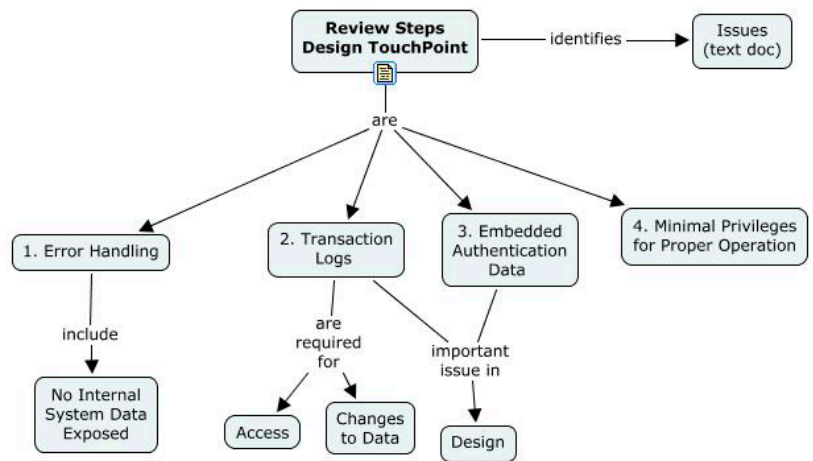 Review Steps
Design TouchPoint
identifies
Issues
(text doc)
are
1. Error Handling
2. Transaction
Logs
3. Embedded
Authentication
Data
4. Minimal Privileges
for Proper Operation
include
are
required
for
important
issue in
No Internal
System Data
Exposed
Access
Changes
to Data
Design